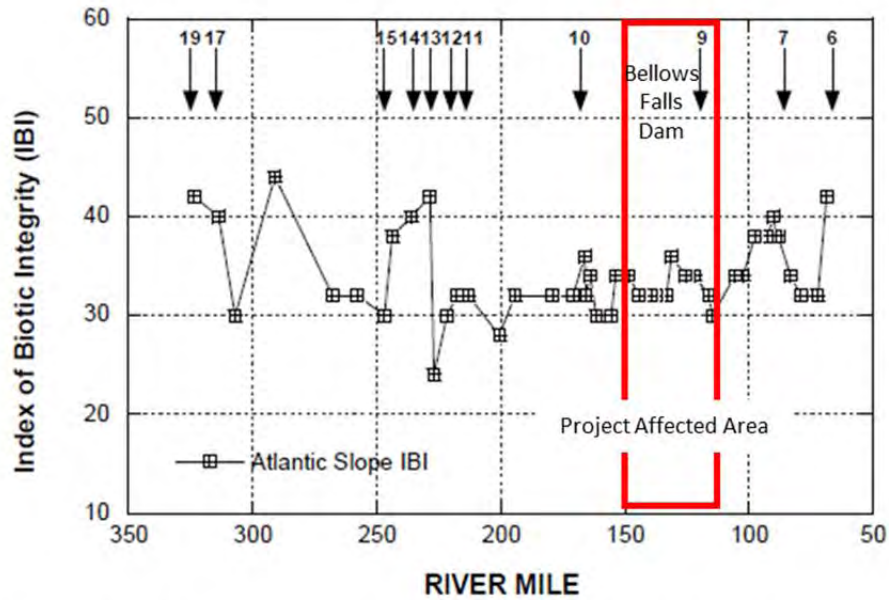 60
50
40
30
20
10
Index of Biotic Integrity (IBI)
19 17 15 14 13 12 11 10 9 7 6
Bellows
Falls
Dam
Project Affected Area
Atlantic Slope IBI
350 300 250 200 150 100 50
RIVER MILE